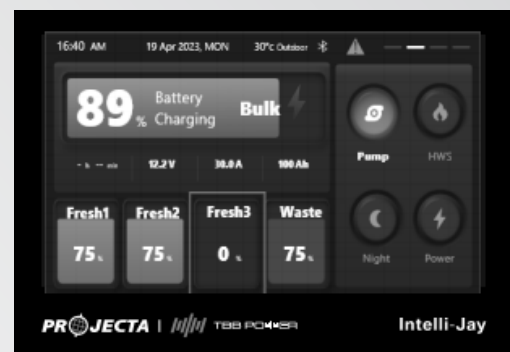 16:40 AM 19 Apr 2023, MON 30°c Outdoor
89% Battery Charging Bulk
- h -- min 12.2 V 30.0 A 100 Ah
Pump HWS
Fresh1 Fresh2 Fresh3 Waste
75% 75% 0% 75%
Night Power
PROJECTA | TBB POWER Intelli-Jay